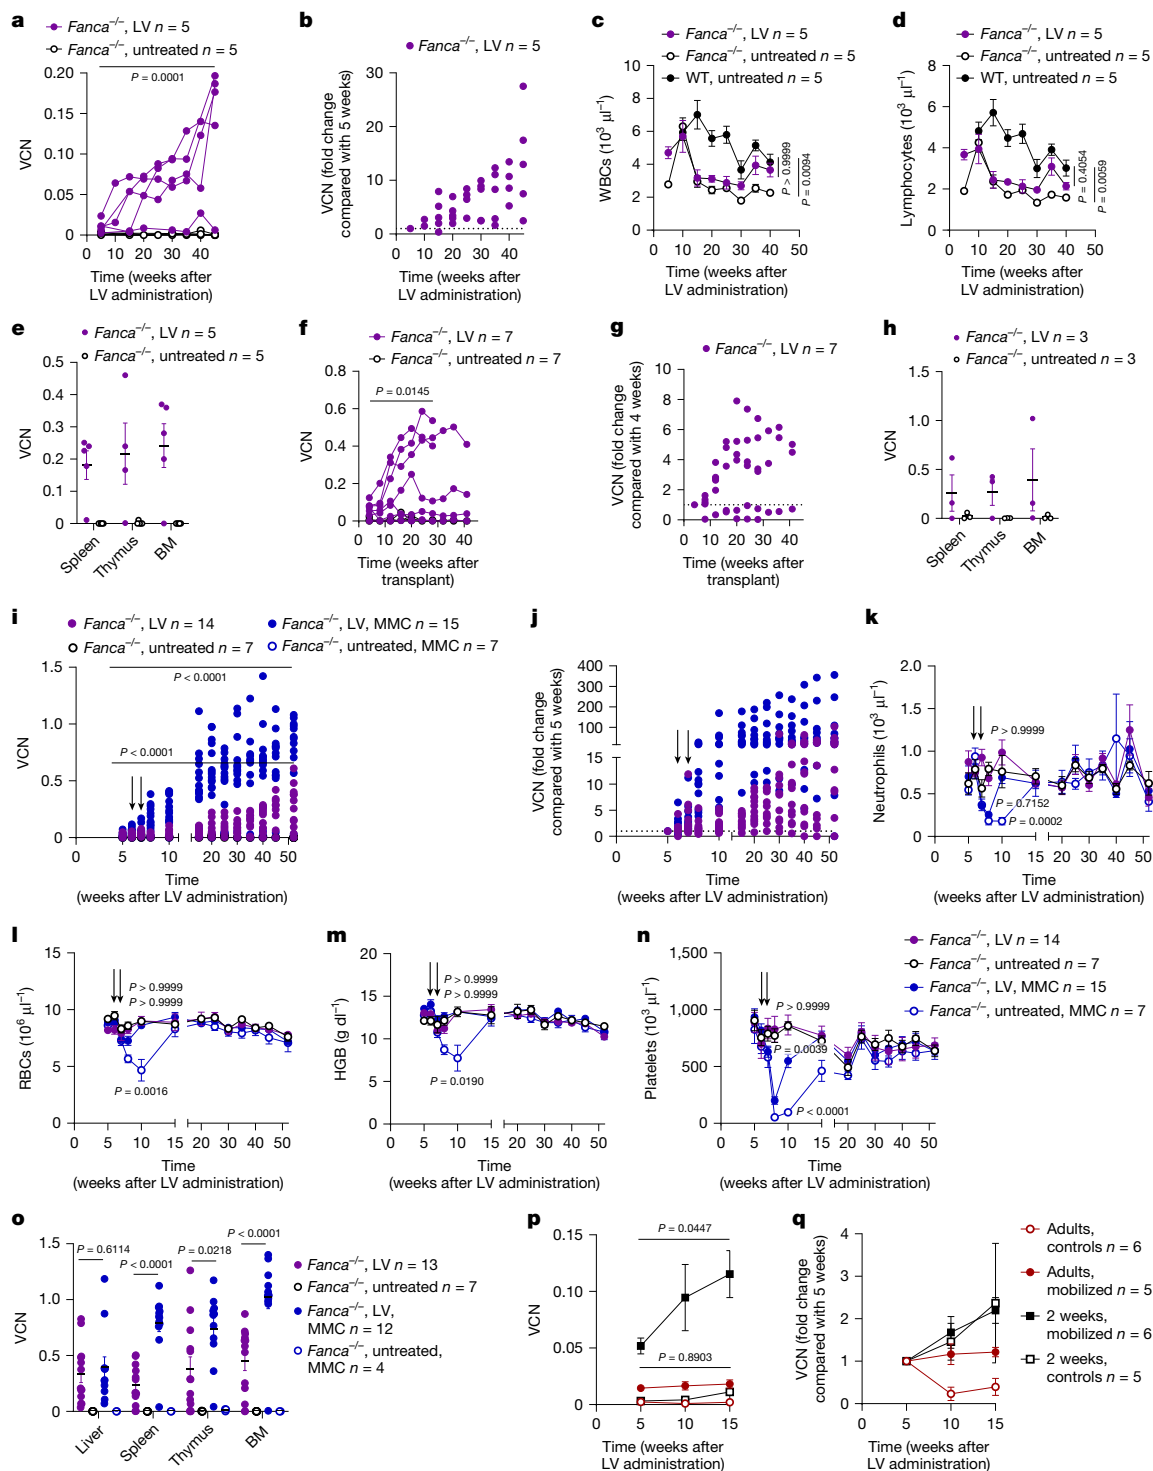 a
Fanca–/–, LV n = 5
Fanca–/–, untreated n = 5
P = 0.0001
0.20
0.15
0.10
0.05
0
VCN
0 10 20 30 40
Time (weeks after
LV administration)
b
Fanca–/–, LV n = 5
30
20
10
0
VCN (fold change
compared with 5 weeks)
0 10 20 30 40
Time (weeks after
LV administration)
c
Fanca–/–, LV n = 5
Fanca–/–, untreated n = 5
WT, untreated n = 5
10
8
6
4
2
0
WBCs (10³ µl–1)
P > 0.9999
P = 0.0094
0 10 20 30 40 50
Time (weeks after
LV administration)
d
Fanca–/–, LV n = 5
Fanca–/–, untreated n = 5
WT, untreated n = 5
8
6
4
2
0
Lymphocytes (10³ µl–1)
P = 0.4054
P = 0.0059
0 10 20 30 40 50
Time (weeks after
LV administration)
e
Fanca–/–, LV n = 5
Fanca–/–, untreated n = 5
0.5
0.4
0.3
0.2
0.1
0
VCN
Spleen
Thymus
BM
f
Fanca–/–, LV n = 7
Fanca–/–, untreated n = 7
0.8
0.6
0.4
0.2
0
VCN
P = 0.0145
0 10 20 30 40
Time (weeks after
transplant)
g
Fanca–/–, LV n = 7
10
8
6
4
2
0
VCN (fold change
compared with 4 weeks)
0 10 20 30 40
Time (weeks after
transplant)
h
Fanca–/–, LV n = 3
Fanca–/–, untreated n = 3
1.5
1.0
0.5
0
VCN
Spleen
Thymus
BM
i
Fanca–/–, LV n = 14
Fanca–/–, LV, MMC n = 15
Fanca–/–, untreated n = 7
Fanca–/–, untreated, MMC n = 7
1.5
1.0
0.5
0
VCN
P < 0.0001
P < 0.0001
0 5 10 20 30 40 50
Time
(weeks after LV administration)
j
400
300
200
100
15
10
5
1
0
VCN (fold change
compared with 5 weeks)
0 5 10 20 30 40 50
Time
(weeks after LV administration)
k
2.0
1.5
1.0
0.5
0
Neutrophils (10³ µl–1)
P > 0.9999
P = 0.7152
P = 0.0002
0 5 10 15 20 30 40 50
Time
(weeks after LV administration)
l
15
10
5
0
RBCs (10⁶ µl–1)
P > 0.9999
P > 0.9999
P = 0.0016
0 5 10 15 20 30 40 50
Time
(weeks after LV administration)
m
20
15
10
5
0
HGB (g dl–1)
P > 0.9999
P > 0.9999
P = 0.0190
0 5 10 15 20 30 40 50
Time
(weeks after LV administration)
n
1,500
1,000
500
0
Platelets (10³ µl–1)
P > 0.9999
P = 0.0039
P < 0.0001
0 5 10 15 20 30 40 50
Time
(weeks after LV administration)
Fanca–/–, LV n = 14
Fanca–/–, untreated n = 7
Fanca–/–, LV, MMC n = 15
Fanca–/–, untreated, MMC n = 7
o
P = 0.6114
P < 0.0001
P = 0.0218
P < 0.0001
1.5
1.0
0.5
0
VCN
Liver
Spleen
Thymus
BM
Fanca–/–, LV n = 13
Fanca–/–, untreated n = 7
Fanca–/–, LV,
MMC n = 12
Fanca–/–, untreated,
MMC n = 4
p
0.15
0.10
0.05
0
VCN
P = 0.0447
P = 0.8903
0 5 10 15
Time (weeks after
LV administration)
q
4
3
2
1
0
VCN (fold change
compared with 5 weeks)
0 5 10 15
Time (weeks after
LV administration)
Adults,
controls n = 6
Adults,
mobilized n = 5
2 weeks,
mobilized n = 6
2 weeks,
controls n = 5